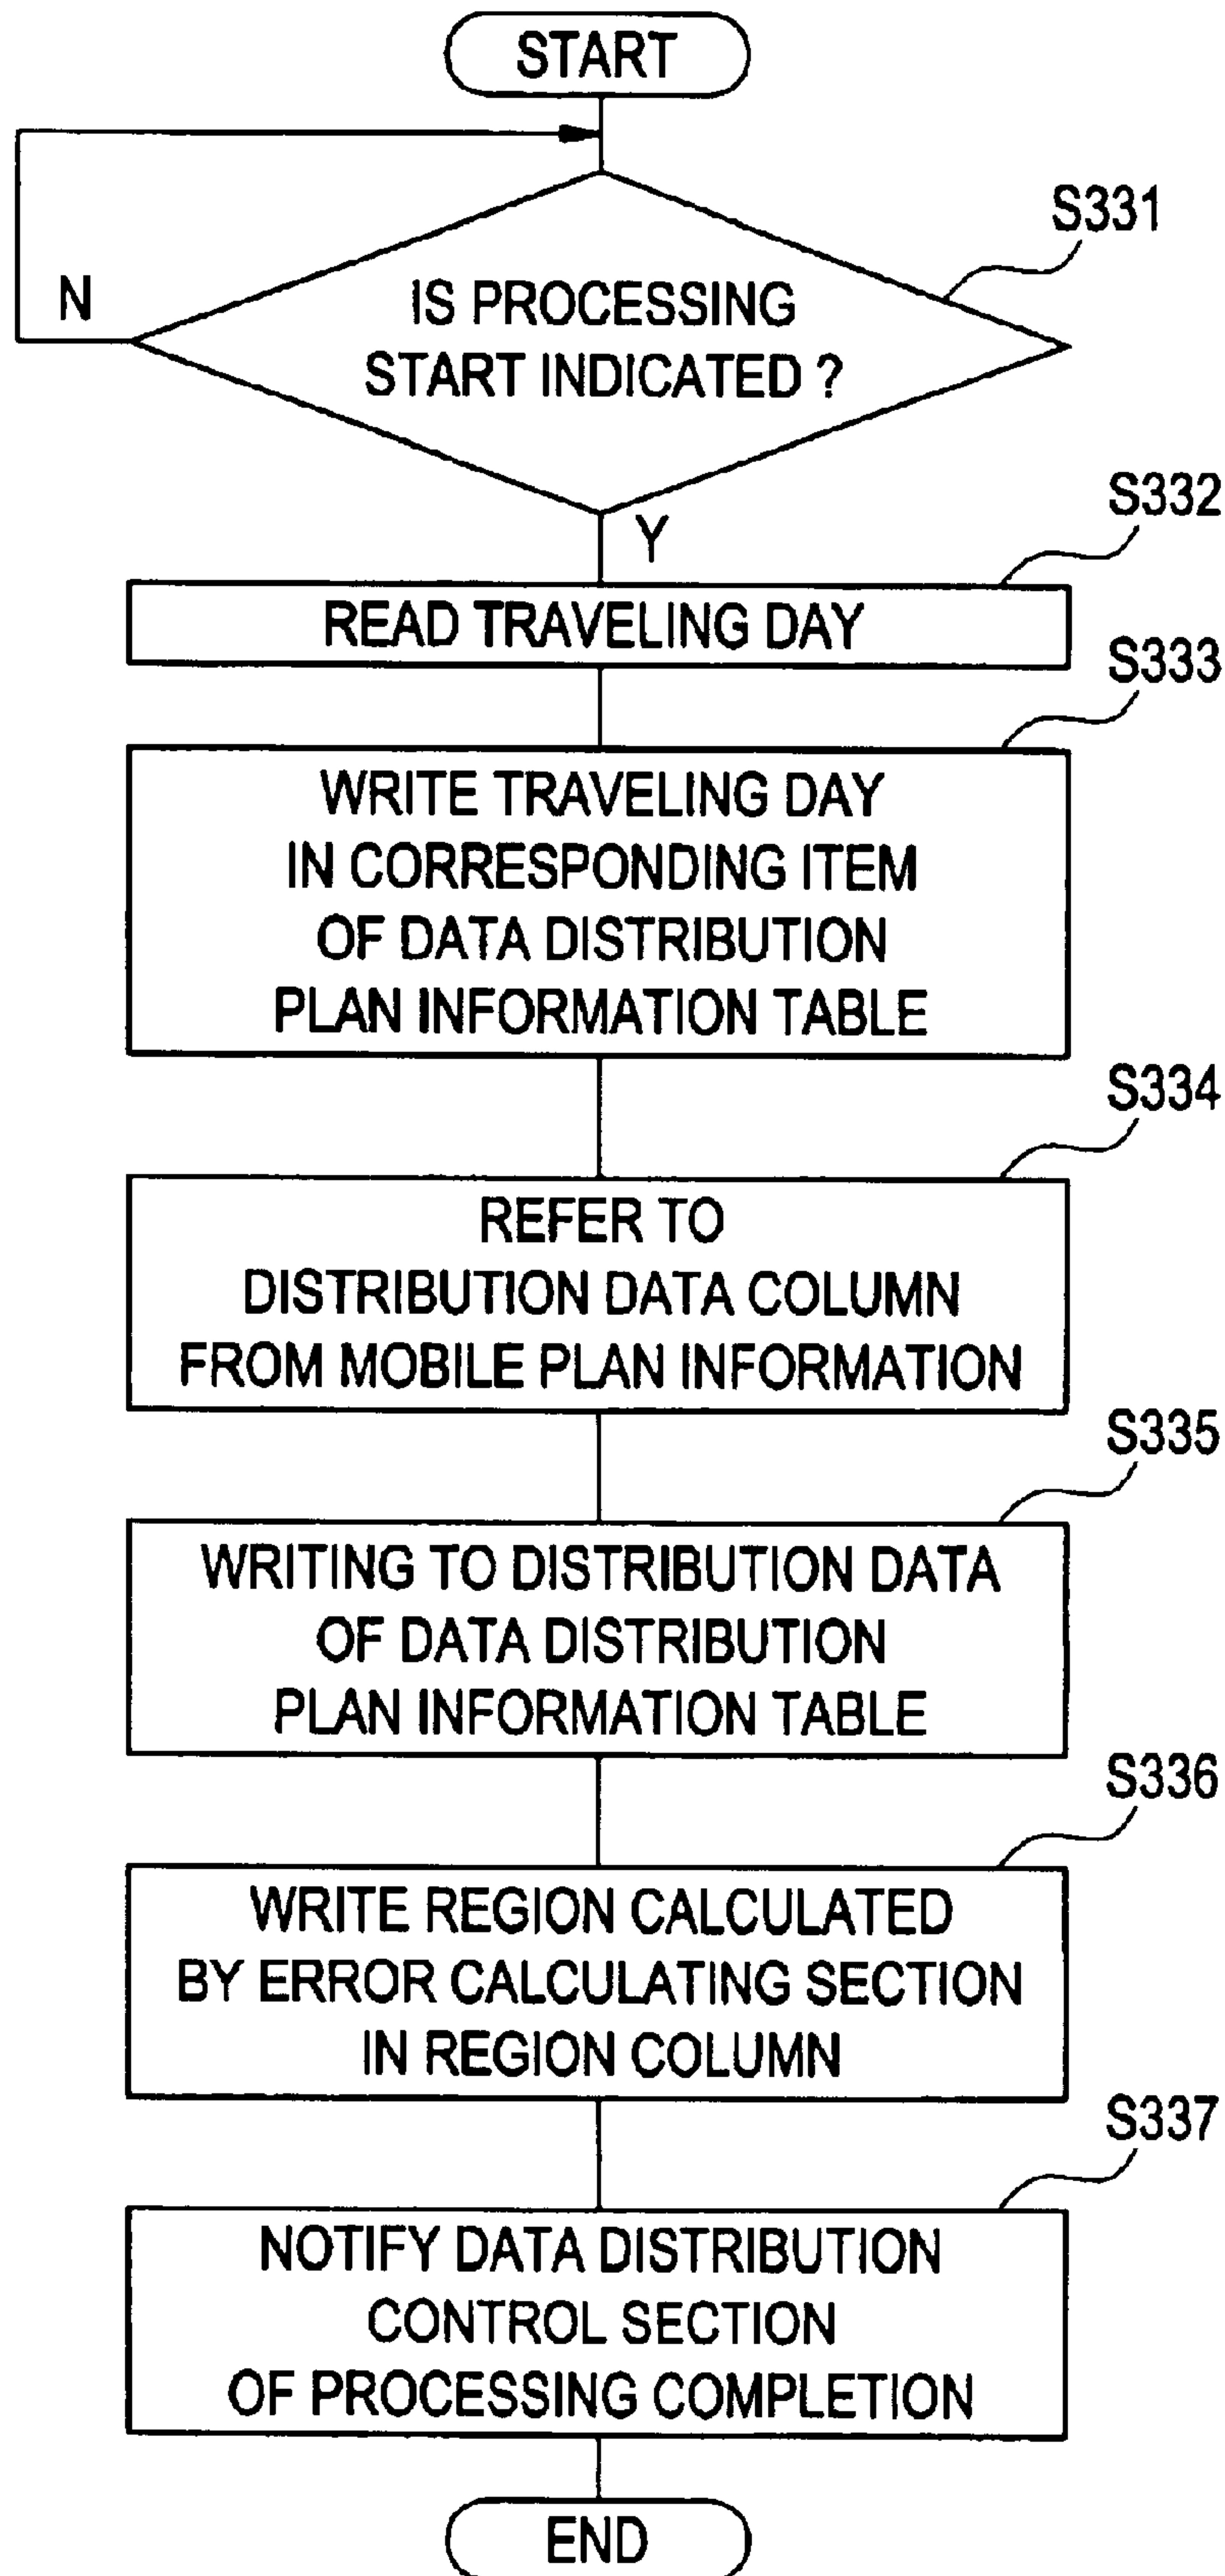 START
S331
N
IS PROCESSING
START INDICATED ?
Y
S332
READ TRAVELING DAY
S333
WRITE TRAVELING DAY
IN CORRESPONDING ITEM
OF DATA DISTRIBUTION
PLAN INFORMATION TABLE
S334
REFER TO
DISTRIBUTION DATA COLUMN
FROM MOBILE PLAN INFORMATION
S335
WRITING TO DISTRIBUTION DATA
OF DATA DISTRIBUTION
PLAN INFORMATION TABLE
S336
WRITE REGION CALCULATED
BY ERROR CALCULATING SECTION
IN REGION COLUMN
S337
NOTIFY DATA DISTRIBUTION
CONTROL SECTION
OF PROCESSING COMPLETION
END